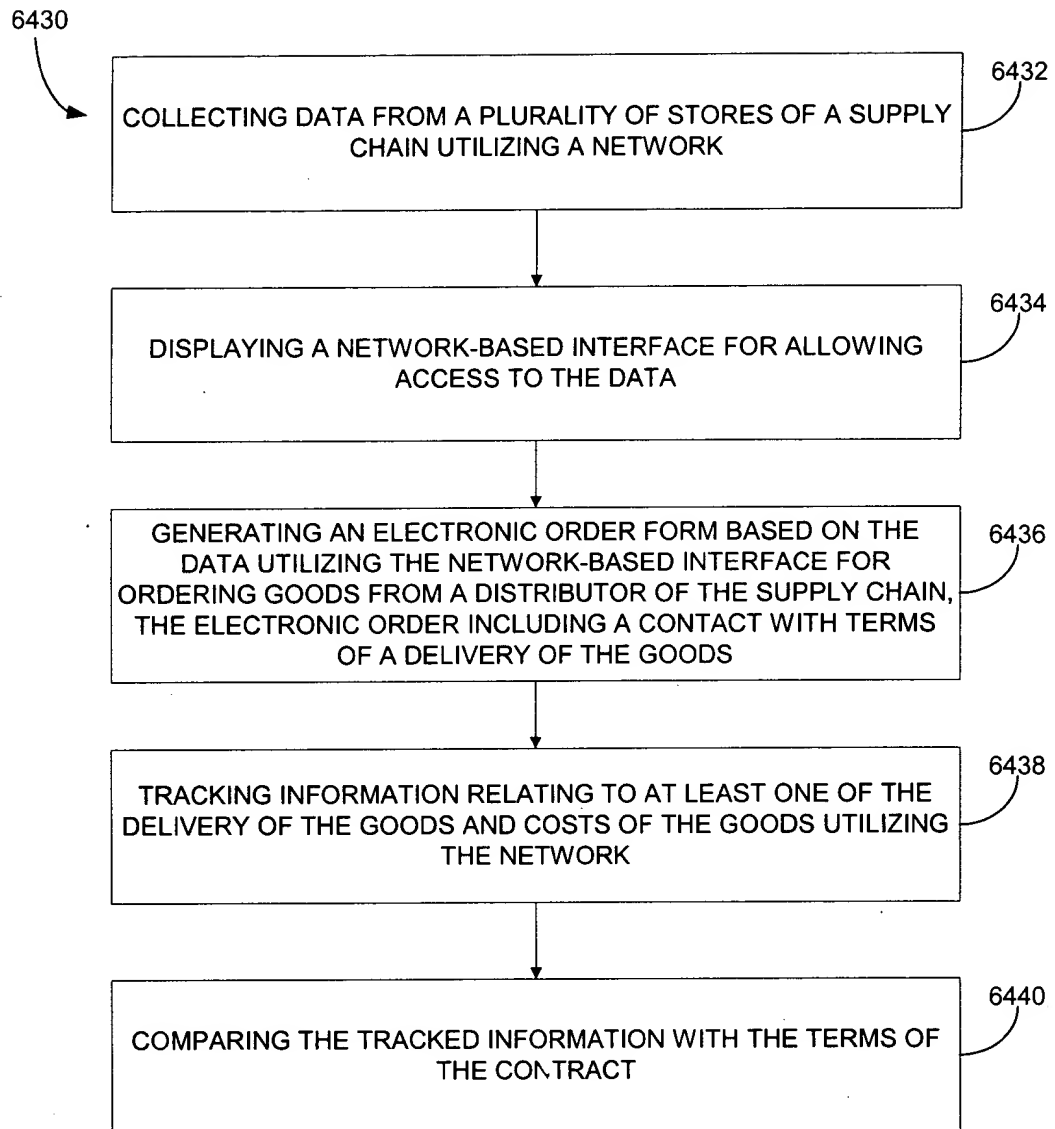 6430
6432
COLLECTING DATA FROM A PLURALITY OF STORES OF A SUPPLY
CHAIN UTILIZING A NETWORK
6434
DISPLAYING A NETWORK-BASED INTERFACE FOR ALLOWING
ACCESS TO THE DATA
6436
GENERATING AN ELECTRONIC ORDER FORM BASED ON THE
DATA UTILIZING THE NETWORK-BASED INTERFACE FOR
ORDERING GOODS FROM A DISTRIBUTOR OF THE SUPPLY CHAIN,
THE ELECTRONIC ORDER INCLUDING A CONTACT WITH TERMS
OF A DELIVERY OF THE GOODS
6438
TRACKING INFORMATION RELATING TO AT LEAST ONE OF THE
DELIVERY OF THE GOODS AND COSTS OF THE GOODS UTILIZING
THE NETWORK
6440
COMPARING THE TRACKED INFORMATION WITH THE TERMS OF
THE CONTRACT